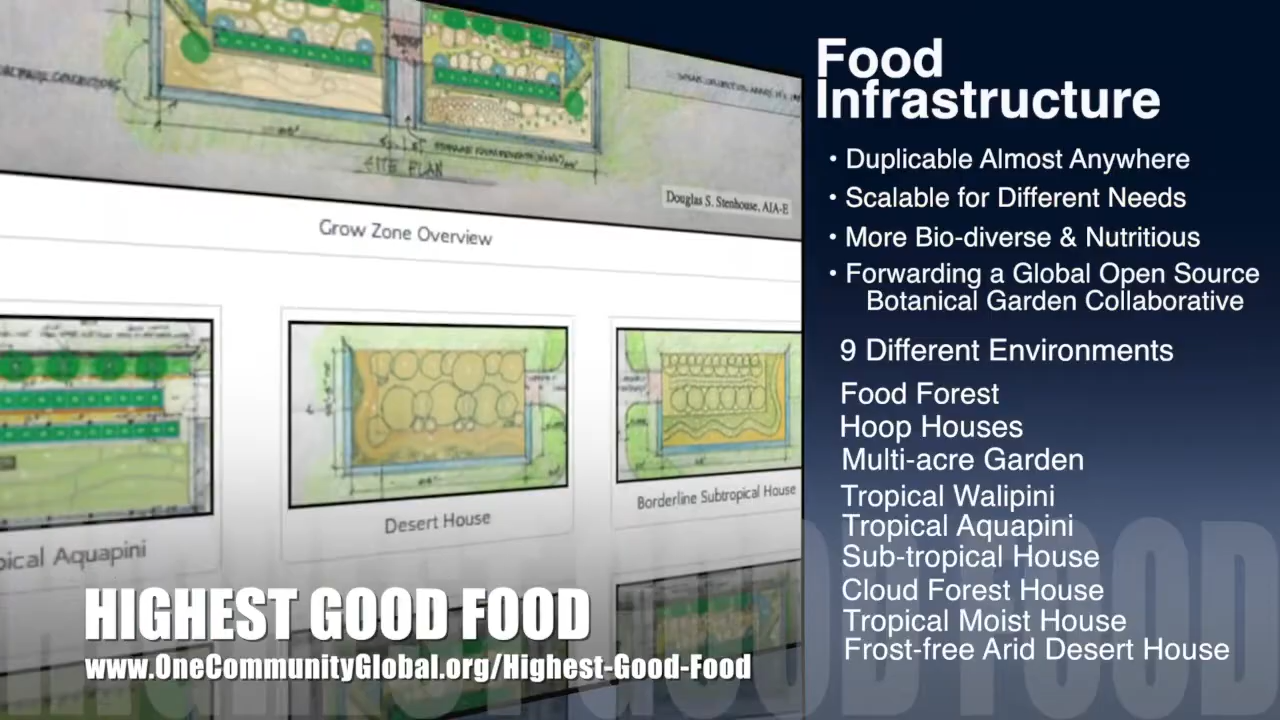 SITE PLAN
Douglas S. Stenhouse, AIA-E
Grow Zone Overview
pical Aquapini
Desert House
Borderline Subtropical House
HIGHEST GOOD FOOD
www.OneCommunityGlobal.org/Highest-Good-Food
Food
Infrastructure
• Duplicable Almost Anywhere
• Scalable for Different Needs
• More Bio-diverse & Nutritious
• Forwarding a Global Open Source
Botanical Garden Collaborative
9 Different Environments
Food Forest
Hoop Houses
Multi-acre Garden
Tropical Walipini
Tropical Aquapini
Sub-tropical House
Cloud Forest House
Tropical Moist House
Frost-free Arid Desert House
HIGHEST GOOD FOOD